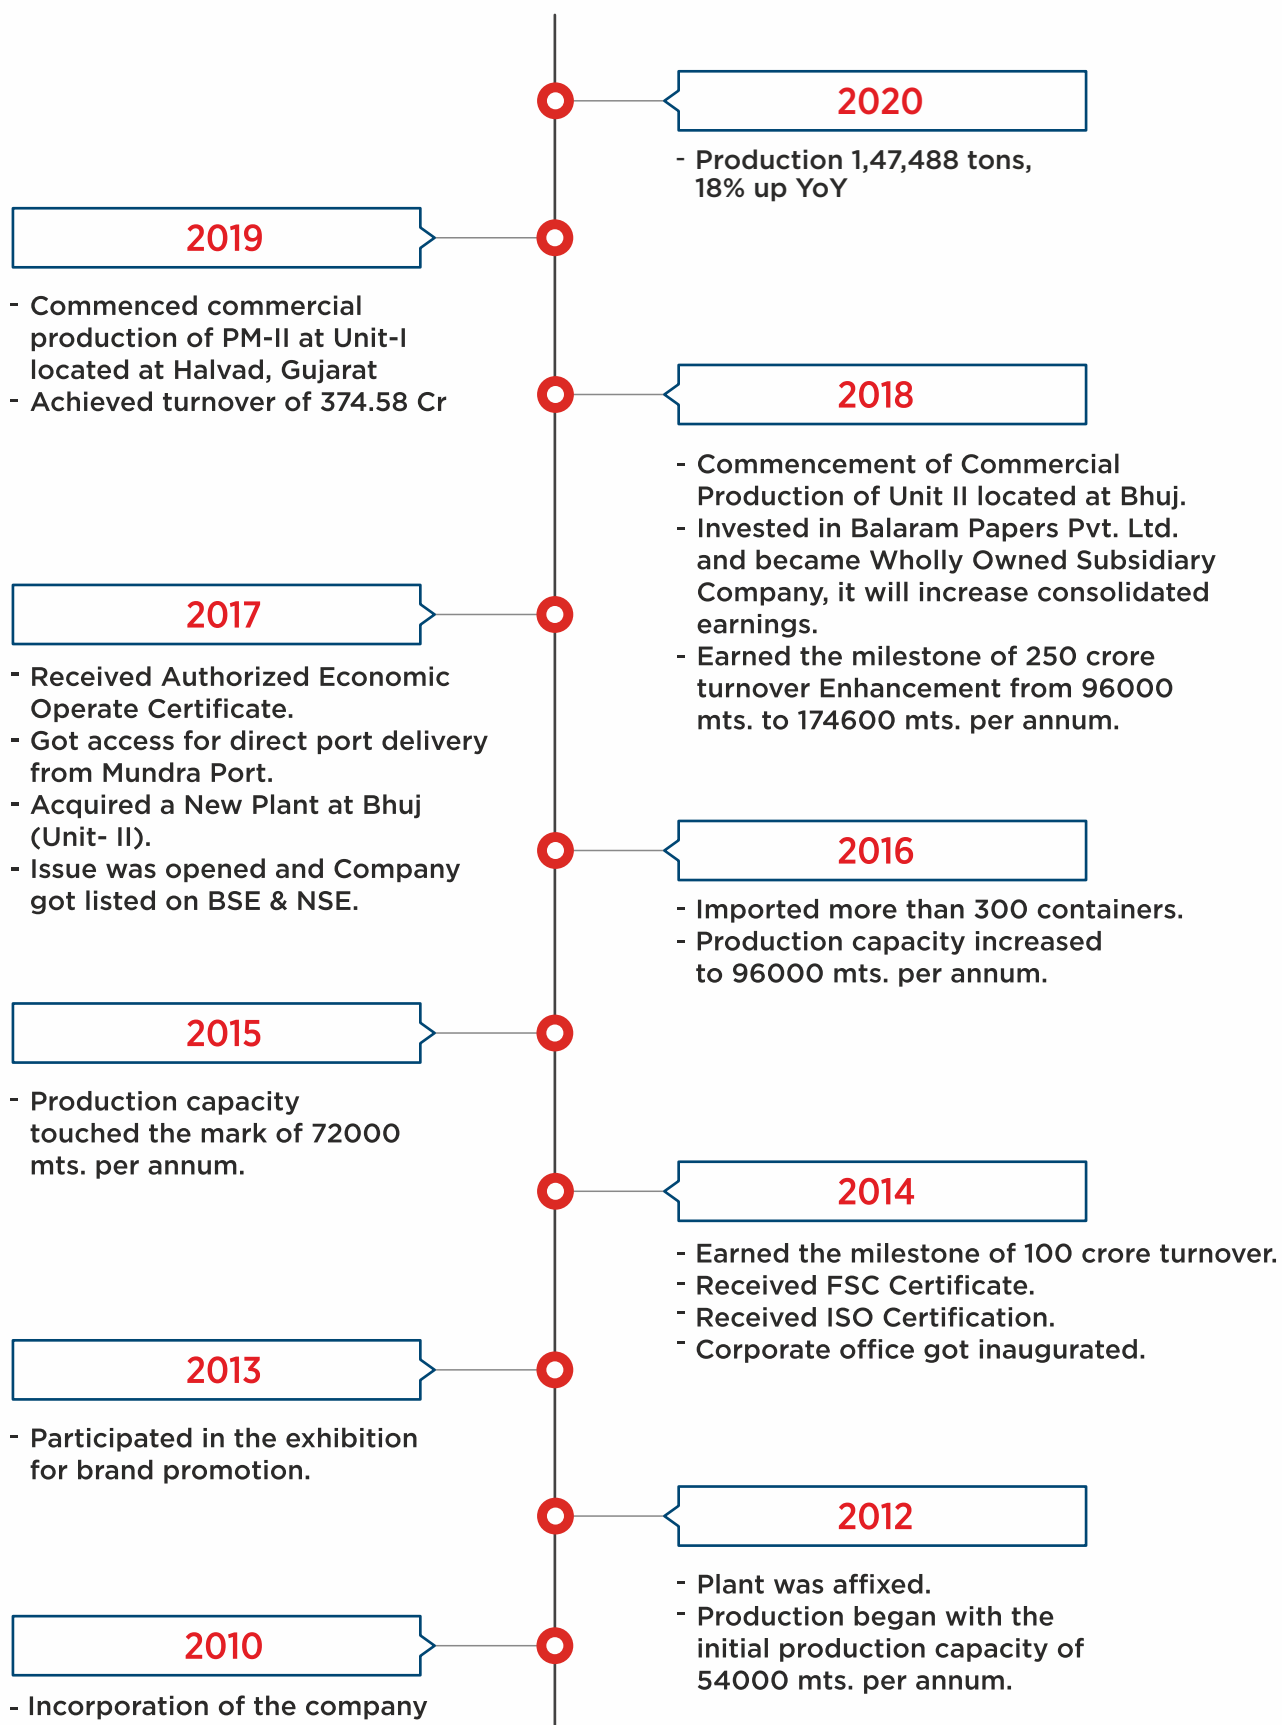 2020
- Production 1,47,488 tons,
18% up YoY
2019
- Commenced commercial
production of PM-II at Unit-I
located at Halvad, Gujarat
- Achieved turnover of 374.58 Cr
2018
- Commencement of Commercial
Production of Unit II located at Bhuj.
- Invested in Balaram Papers Pvt. Ltd.
and became Wholly Owned Subsidiary
Company, it will increase consolidated
earnings.
- Earned the milestone of 250 crore
turnover Enhancement from 96000
mts. to 174600 mts. per annum.
2017
- Received Authorized Economic
Operate Certificate.
- Got access for direct port delivery
from Mundra Port.
- Acquired a New Plant at Bhuj
(Unit- II).
- Issue was opened and Company
got listed on BSE & NSE.
2016
- Imported more than 300 containers.
- Production capacity increased
to 96000 mts. per annum.
2015
- Production capacity
touched the mark of 72000
mts. per annum.
2014
- Earned the milestone of 100 crore turnover.
- Received FSC Certificate.
- Received ISO Certification.
- Corporate office got inaugurated.
2013
- Participated in the exhibition
for brand promotion.
2012
- Plant was affixed.
- Production began with the
initial production capacity of
54000 mts. per annum.
2010
- Incorporation of the company